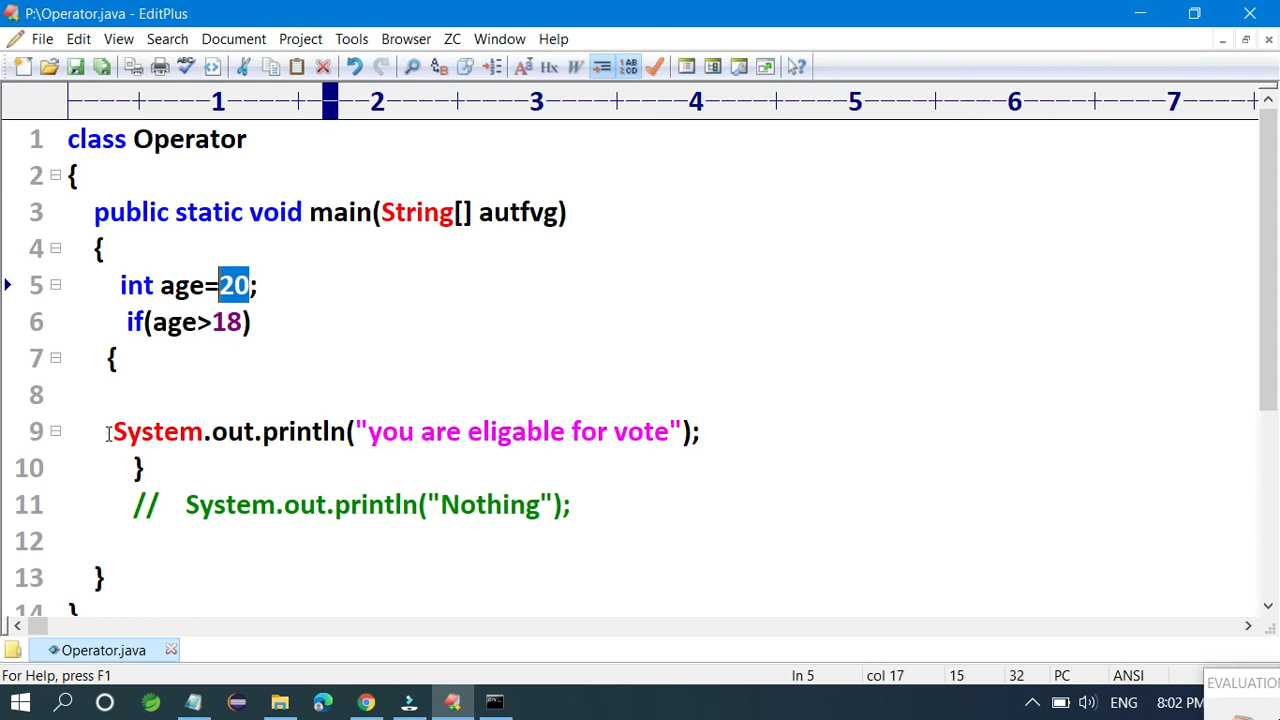 P:\Operator.java - EditPlus
File Edit View Search Document Project Tools Browser ZC Window Help
1 2 3 4 5 6 7
1 class Operator
2 {
3 public static void main(String[] autfvg)
4 {
5 int age=20;
6 if(age>18)
7 {
8
9 System.out.println("you are eligable for vote");
10 }
11 // System.out.println("Nothing");
12
13 }
14 }
Operator.java
For Help, press F1 ln 5 col 17 15 32 PC ANSI
EVALUATION
ENG 8:02 PM